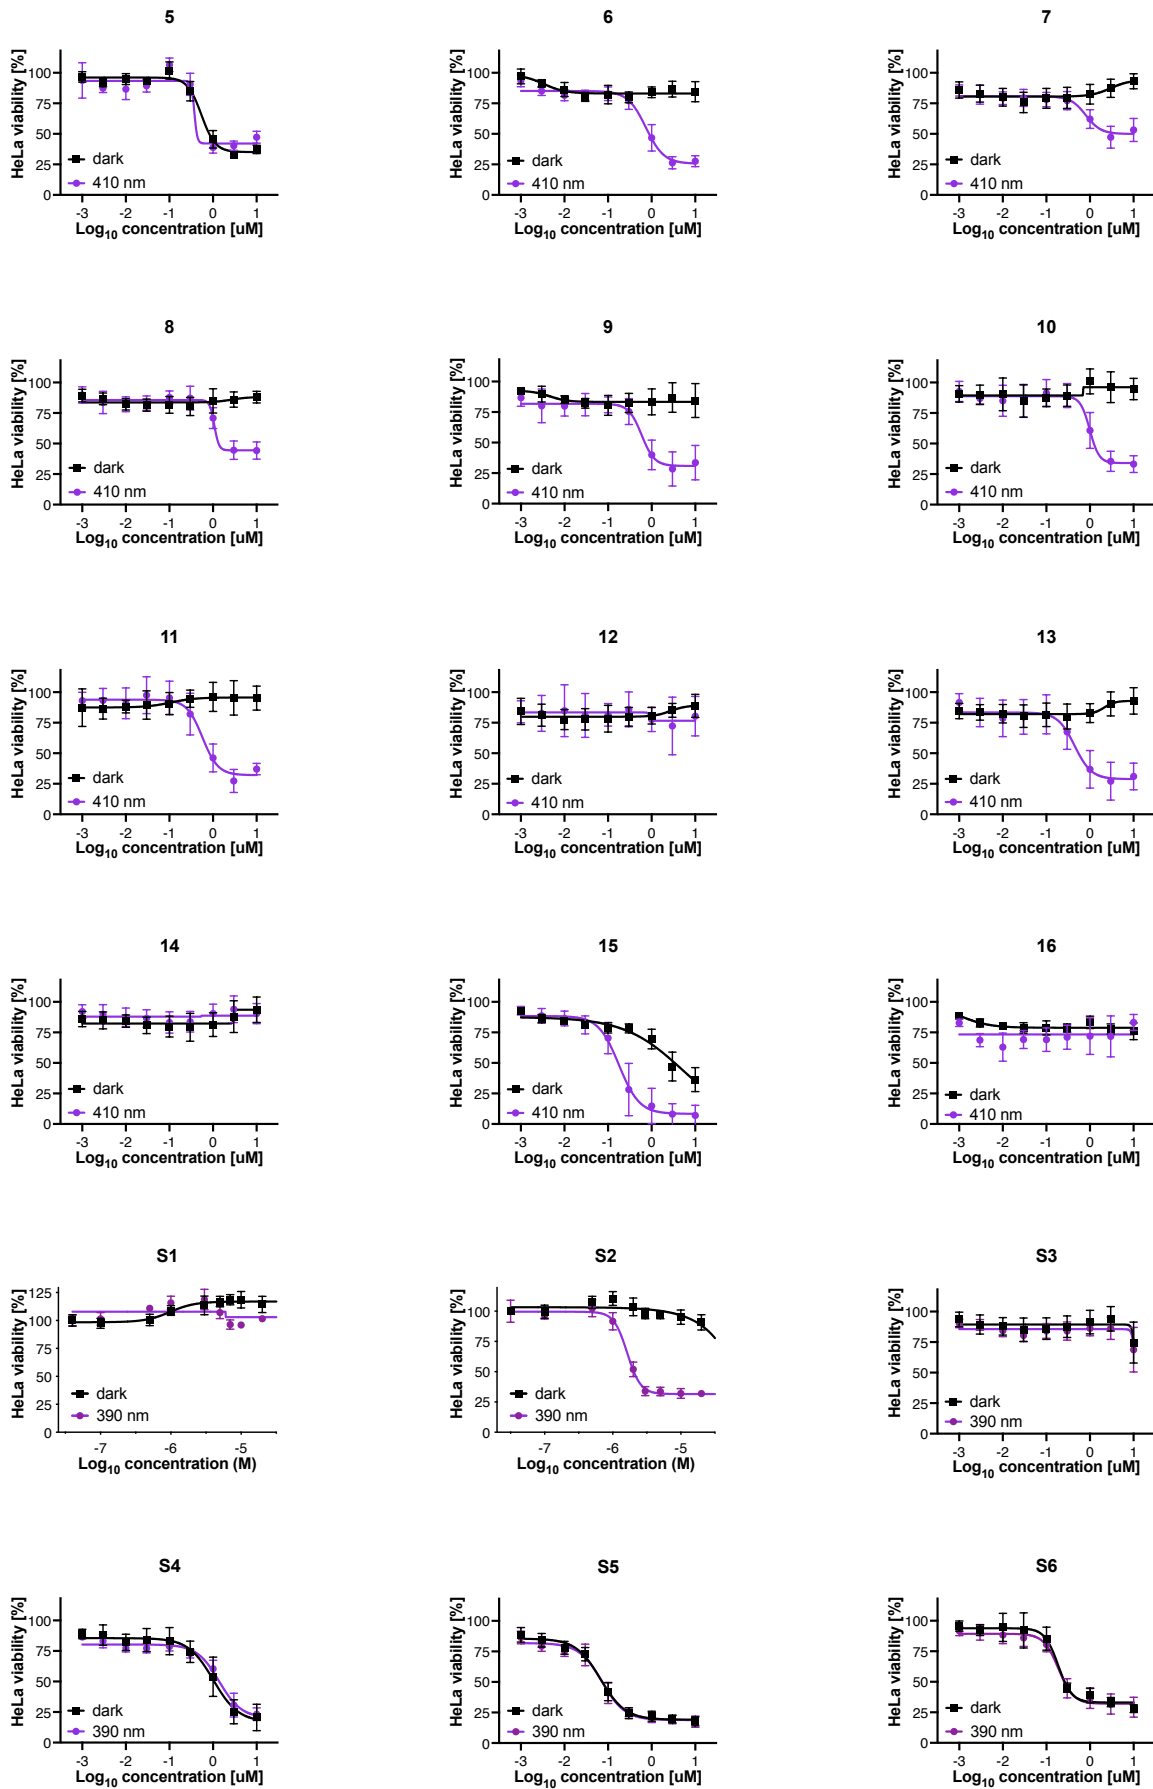 5
HeLa viability [%]
100
75
50
25
0
dark
410 nm
-3 -2 -1 0 1
Log10 concentration [uM]
6
HeLa viability [%]
100
75
50
25
0
dark
410 nm
-3 -2 -1 0 1
Log10 concentration [uM]
7
HeLa viability [%]
100
75
50
25
0
dark
410 nm
-3 -2 -1 0 1
Log10 concentration [uM]
8
HeLa viability [%]
100
75
50
25
0
dark
410 nm
-3 -2 -1 0 1
Log10 concentration [uM]
9
HeLa viability [%]
100
75
50
25
0
dark
410 nm
-3 -2 -1 0 1
Log10 concentration [uM]
10
HeLa viability [%]
100
75
50
25
0
dark
410 nm
-3 -2 -1 0 1
Log10 concentration [uM]
11
HeLa viability [%]
100
75
50
25
0
dark
410 nm
-3 -2 -1 0 1
Log10 concentration [uM]
12
HeLa viability [%]
100
75
50
25
0
dark
410 nm
-3 -2 -1 0 1
Log10 concentration [uM]
13
HeLa viability [%]
100
75
50
25
0
dark
410 nm
-3 -2 -1 0 1
Log10 concentration [uM]
14
HeLa viability [%]
100
75
50
25
0
dark
410 nm
-3 -2 -1 0 1
Log10 concentration [uM]
15
HeLa viability [%]
100
75
50
25
0
dark
410 nm
-3 -2 -1 0 1
Log10 concentration [uM]
16
HeLa viability [%]
100
75
50
25
0
dark
410 nm
-3 -2 -1 0 1
Log10 concentration [uM]
S1
HeLa viability [%]
125
100
75
50
25
0
dark
390 nm
-7 -6 -5
Log10 concentration (M)
S2
HeLa viability [%]
100
75
50
25
0
dark
390 nm
-7 -6 -5
Log10 concentration (M)
S3
HeLa viability [%]
100
75
50
25
0
dark
390 nm
-3 -2 -1 0 1
Log10 concentration [uM]
S4
HeLa viability [%]
100
75
50
25
0
dark
390 nm
-3 -2 -1 0 1
Log10 concentration [uM]
S5
HeLa viability [%]
100
75
50
25
0
dark
390 nm
-3 -2 -1 0 1
Log10 concentration [uM]
S6
HeLa viability [%]
100
75
50
25
0
dark
390 nm
-3 -2 -1 0 1
Log10 concentration [uM]